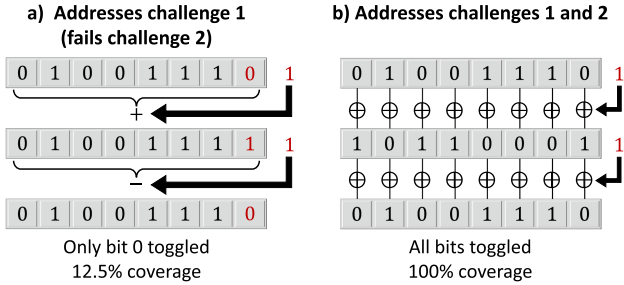 a) Addresses challenge 1
(fails challenge 2)
0 1 0 0 1 1 1 0 1
+
0 1 0 0 1 1 1 1 1
−
0 1 0 0 1 1 1 0
Only bit 0 toggled
12.5% coverage
b) Addresses challenges 1 and 2
0 1 0 0 1 1 1 0 1
1 0 1 1 0 0 0 1 1
0 1 0 0 1 1 1 0
All bits toggled
100% coverage